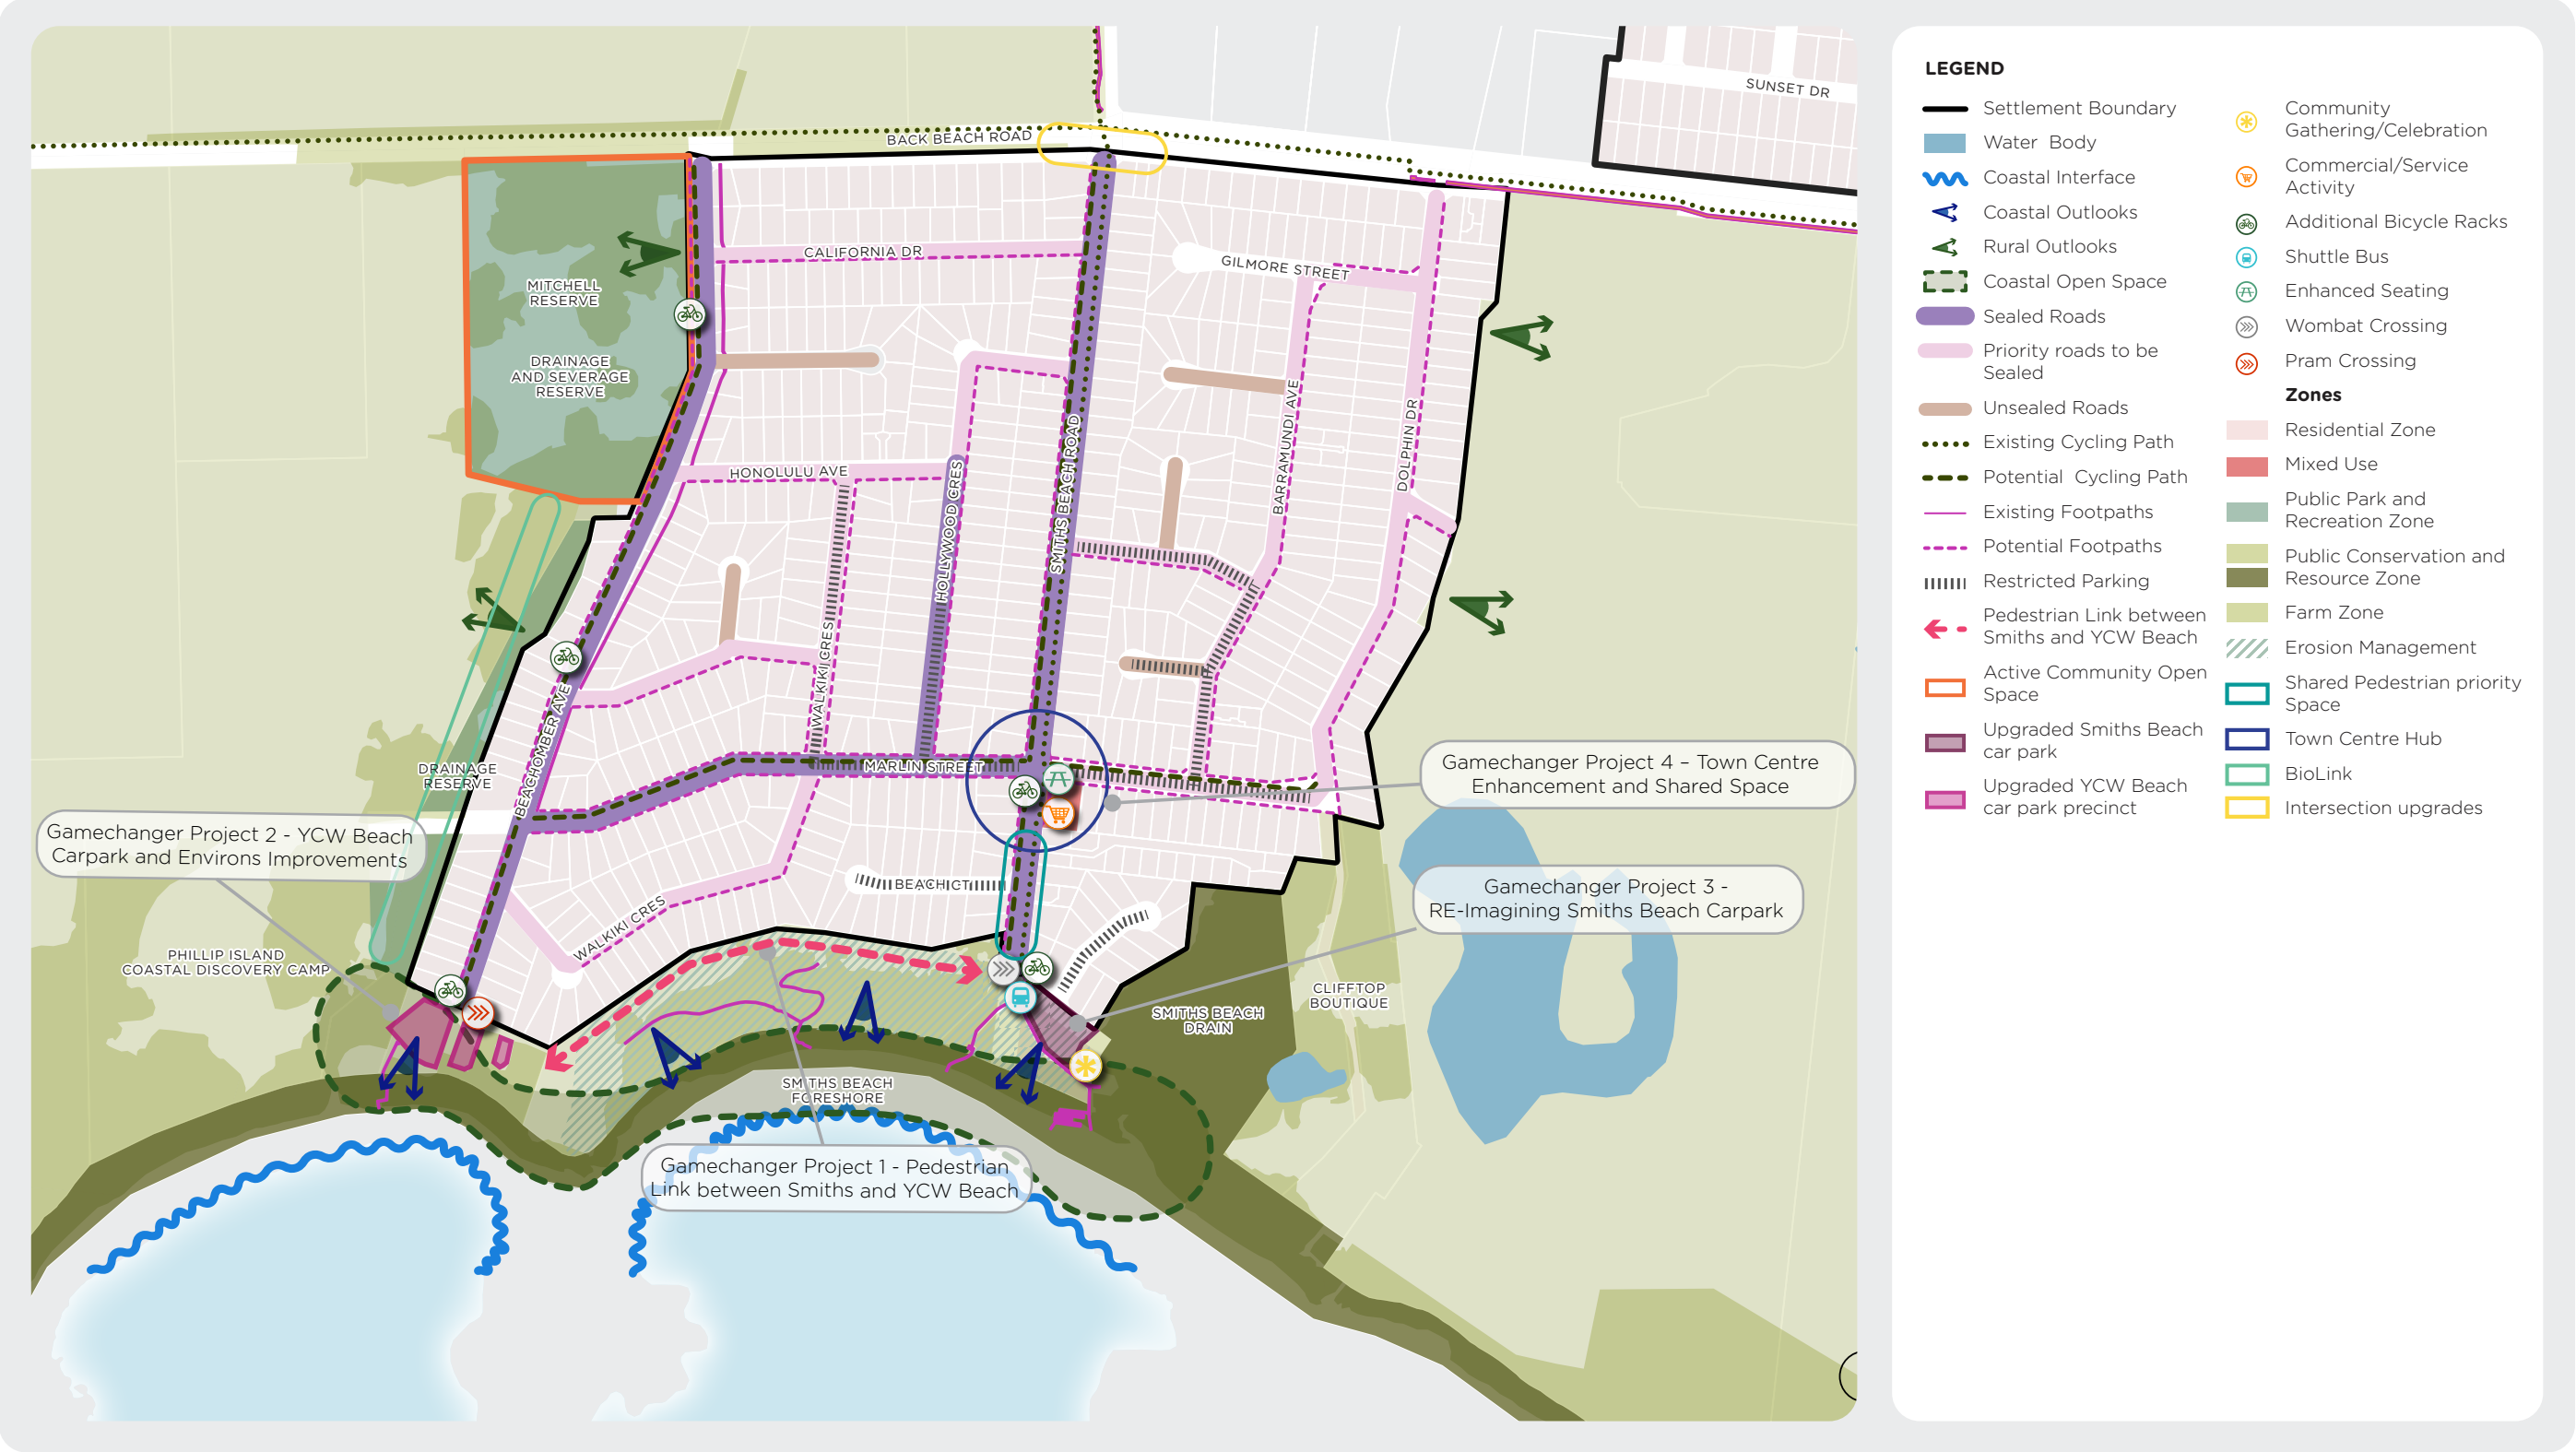 SUNSET DR
BACK BEACH ROAD
CALIFORNIA DR
GILMORE STREET
MITCHELL
RESERVE
DRAINAGE
AND SEVERAGE
RESERVE
BARRAMUNDI AVE
DOLPHIN DR
HONOLULU AVE
HOLLYWOOD CRES
SMITHS BEACH ROAD
WALKIKI CRES
BEACHCOMBER AVE
MARLIN STREET
DRAINAGE
RESERVE
Gamechanger Project 4 – Town Centre
Enhancement and Shared Space
Gamechanger Project 2 - YCW Beach
Carpark and Environs Improvements
BEACH CT
Gamechanger Project 3 -
RE-Imagining Smiths Beach Carpark
WALKIKI CRES
PHILLIP ISLAND
COASTAL DISCOVERY CAMP
CLIFFTOP
BOUTIQUE
SMITHS BEACH
DRAIN
SMITHS BEACH
FORESHORE
Gamechanger Project 1 - Pedestrian
Link between Smiths and YCW Beach
LEGEND
Settlement Boundary
Water Body
Coastal Interface
Coastal Outlooks
Rural Outlooks
Coastal Open Space
Sealed Roads
Priority roads to be
Sealed
Unsealed Roads
Existing Cycling Path
Potential Cycling Path
Existing Footpaths
Potential Footpaths
Restricted Parking
Pedestrian Link between
Smiths and YCW Beach
Active Community Open
Space
Upgraded Smiths Beach
car park
Upgraded YCW Beach
car park precinct
Community
Gathering/Celebration
Commercial/Service
Activity
Additional Bicycle Racks
Shuttle Bus
Enhanced Seating
Wombat Crossing
Pram Crossing
Zones
Residential Zone
Mixed Use
Public Park and
Recreation Zone
Public Conservation and
Resource Zone
Farm Zone
Erosion Management
Shared Pedestrian priority
Space
Town Centre Hub
BioLink
Intersection upgrades